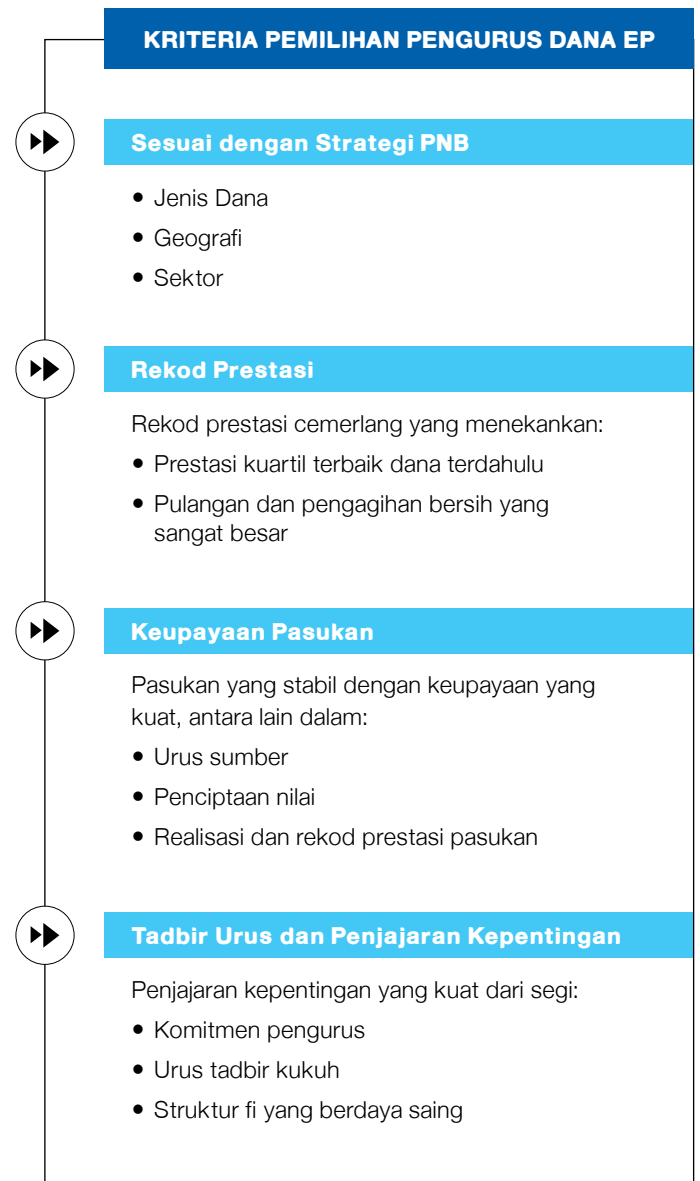 KRITERIA PEMILIHAN PENGURUS DANA EP
Sesuai dengan Strategi PNB
• Jenis Dana
• Geografi
• Sektor
Rekod Prestasi
Rekod prestasi cemerlang yang menekankan:
• Prestasi kuartil terbaik dana terdahulu
• Pulangan dan pengagihan bersih yang
sangat besar
Keupayaan Pasukan
Pasukan yang stabil dengan keupayaan yang
kuat, antara lain dalam:
• Urus sumber
• Penciptaan nilai
• Realisasi dan rekod prestasi pasukan
Tadbir Urus dan Penjajaran Kepentingan
Penjajaran kepentingan yang kuat dari segi:
• Komitmen pengurus
• Urus tadbir kukuh
• Struktur fi yang berdaya saing